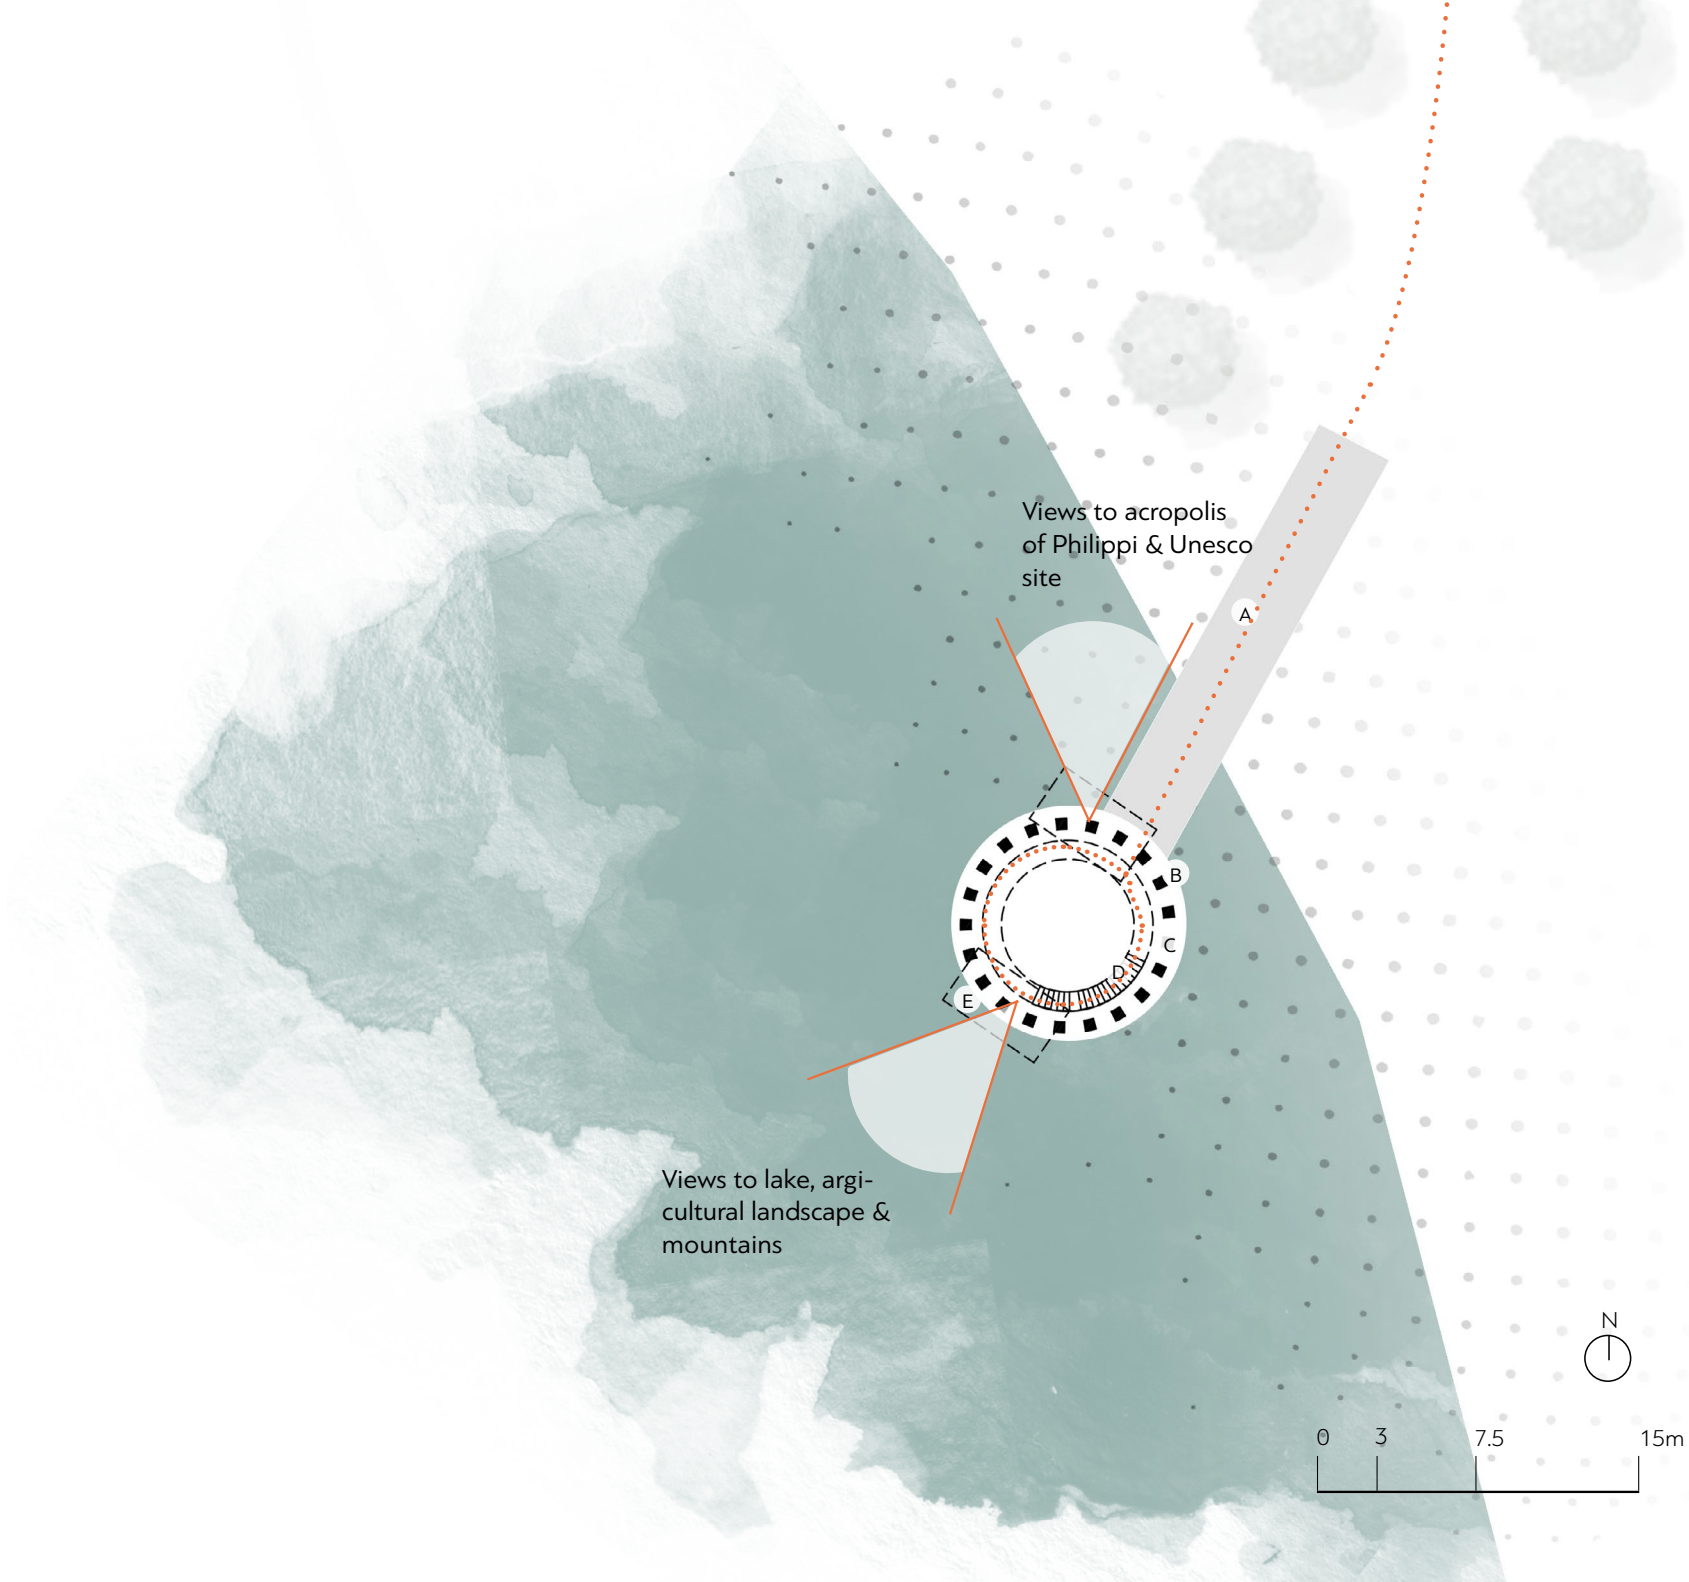 Views to acropolis
of Philippi & Unesco
site
A
B
C
D
E
Views to lake, argi-
cultural landscape &
mountains
N
0 3 7.5 15m